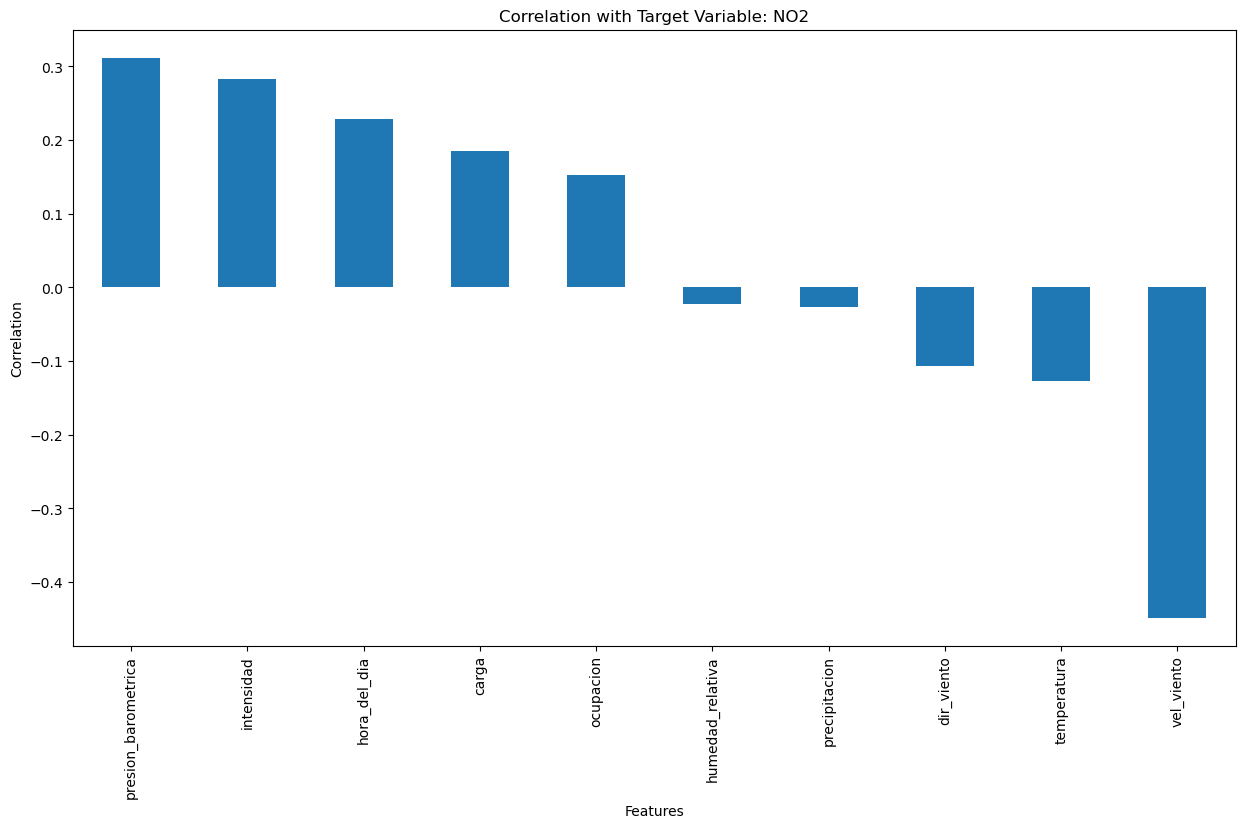 Correlation with Target Variable: NO2
Correlation
0.3
0.2
0.1
0.0
−0.1
−0.2
−0.3
−0.4
presion_barometrica
intensidad
hora_del_dia
carga
ocupacion
humedad_relativa
precipitacion
dir_viento
temperatura
vel_viento
Features